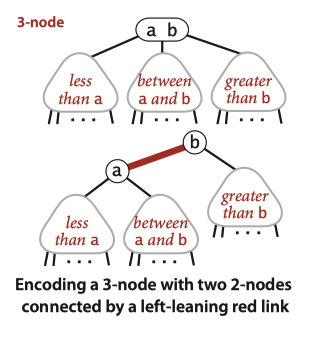 3-node
a b
less than a
between a and b
greater than b
b
a
less than a
between a and b
greater than b
Encoding a 3-node with two 2-nodes
connected by a left-leaning red link